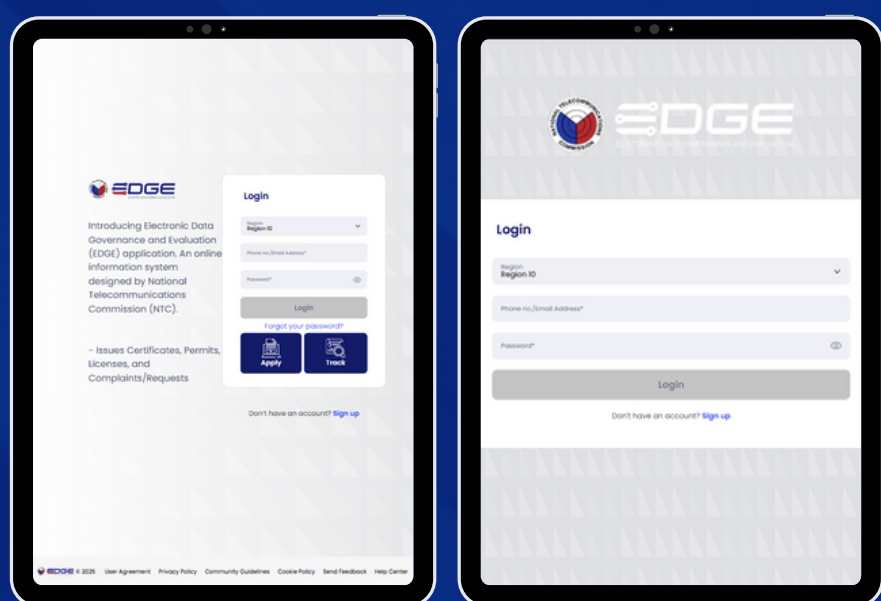 EDGE
Introducing Electronic Data
Governance and Evaluation
(EDGE) application. An online
information system
designed by National
Telecommunications
Commission (NTC).
- Issues Certificates, Permits,
Licenses, and
Complaints/Requests
Login
Region
Region 10
Phone no./Email Address*
Password*
Login
Forgot your password?
Apply
Track
Don't have an account? Sign up
EDGE © 2025 User Agreement Privacy Policy Community Guidelines Cookie Policy Send Feedback Help Center
NATIONAL TELECOMMUNICATIONS COMMISSION
EDGE
ELECTRONIC DATA GOVERNANCE AND EVALUATION
Login
Region
Region 10
Phone no./Email Address*
Password*
Login
Don't have an account? Sign up